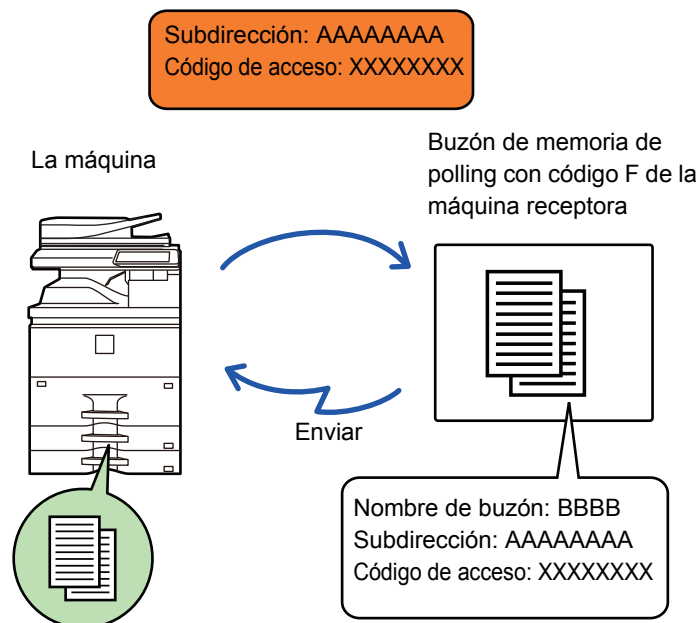 Subdirección: AAAAAAAA
Código de acceso: XXXXXXXX
La máquina
Buzón de memoria de
polling con código F de la
máquina receptora
Enviar
Nombre de buzón: BBBB
Subdirección: AAAAAAAA
Código de acceso: XXXXXXXX